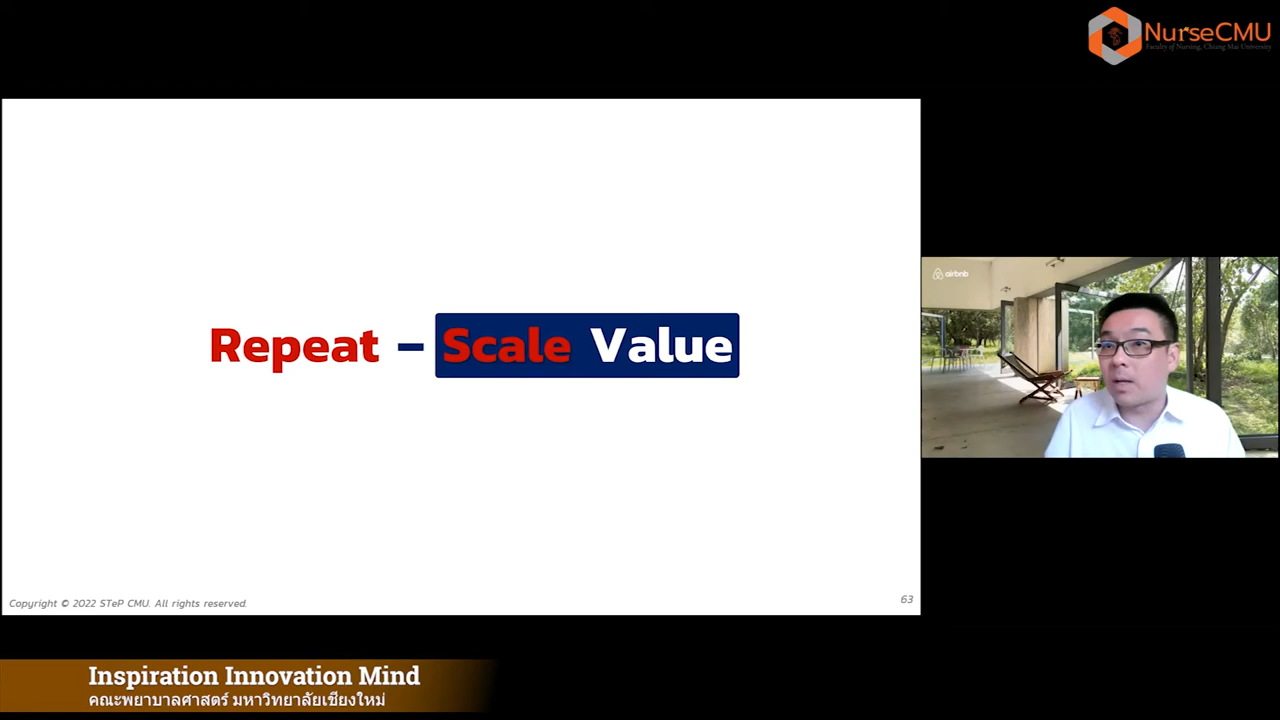 NurseCMU
Faculty of Nursing, Chiang Mai University
airbnb
Repeat – Scale Value
Copyright © 2022 STeP CMU. All rights reserved.
63
Inspiration Innovation Mind
คณะพยาบาลศาสตร์ มหาวิทยาลัยเชียงใหม่